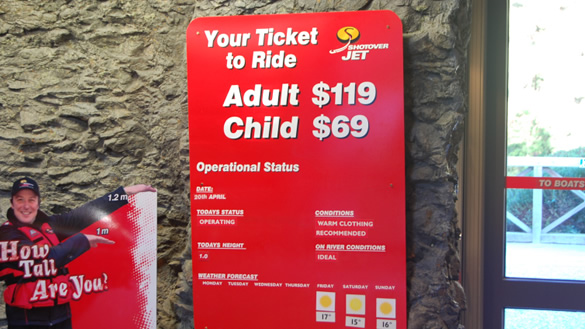 Your Ticket
to Ride
SHOTOVER
JET
Adult $119
Child $69
Operational Status
DATE:
20th APRIL
TODAYS STATUS
OPERATING
CONDITIONS
WARM CLOTHING
RECOMMENDED
TODAYS HEIGHT
1.0
ON RIVER CONDITIONS
IDEAL
WEATHER FORECAST
MONDAY TUESDAY WEDNESDAY THURSDAY FRIDAY SATURDAY SUNDAY
17° 15° 16°
1.2 m
1 m
How
Tall
Are You?
TO BOATS